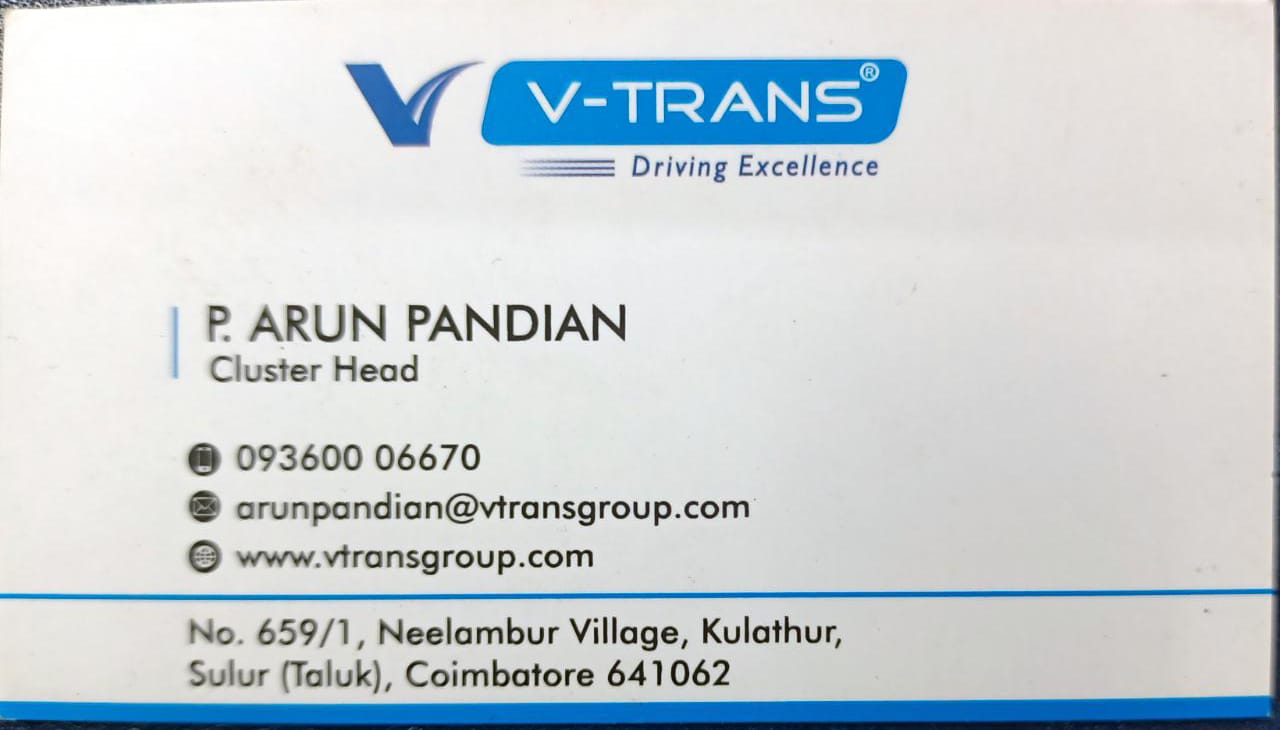 V-TRANS®
Driving Excellence
P. ARUN PANDIAN
Cluster Head
093600 06670
arunpandian@vtransgroup.com
www.vtransgroup.com
No. 659/1, Neelambur Village, Kulathur,
Sulur (Taluk), Coimbatore 641062